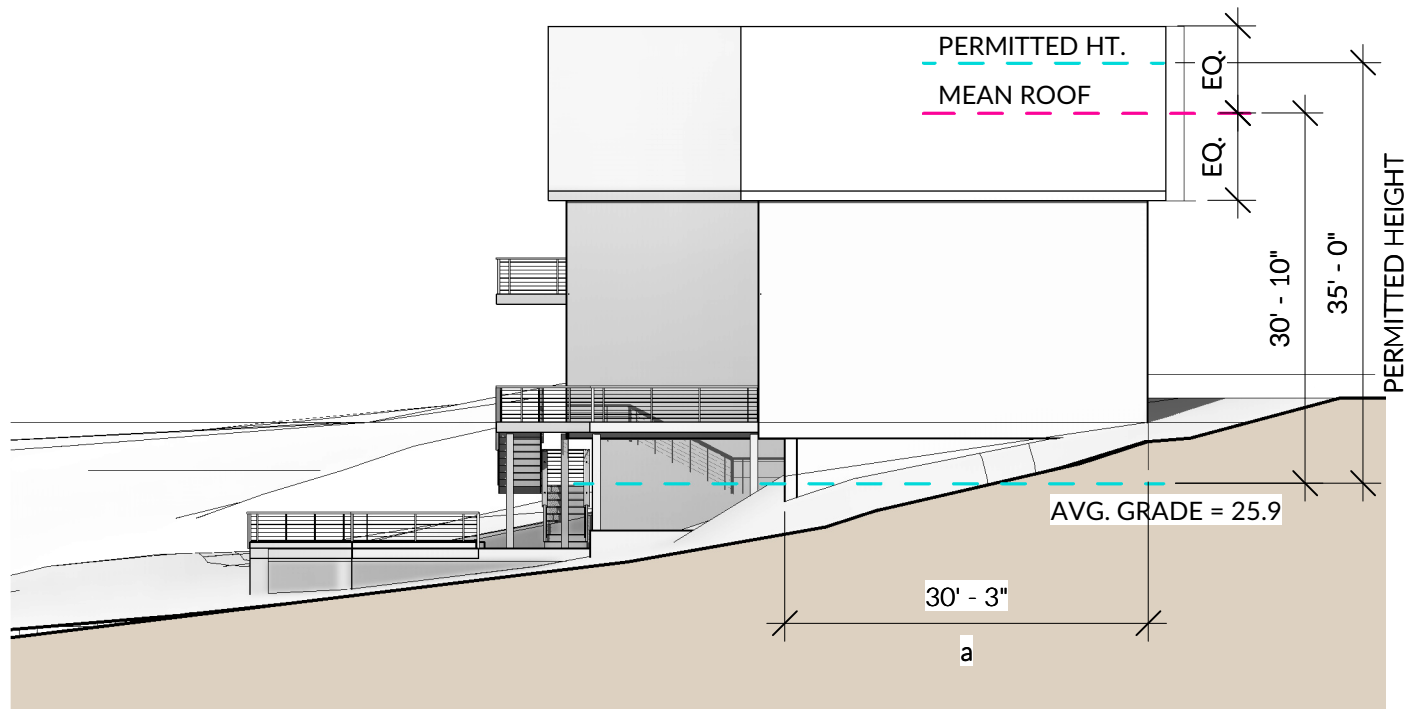 PERMITTED HT.
MEAN ROOF
EQ.
EQ.
30' - 10"
35' - 0"
PERMITTED HEIGHT
AVG. GRADE = 25.9
30' - 3"
a